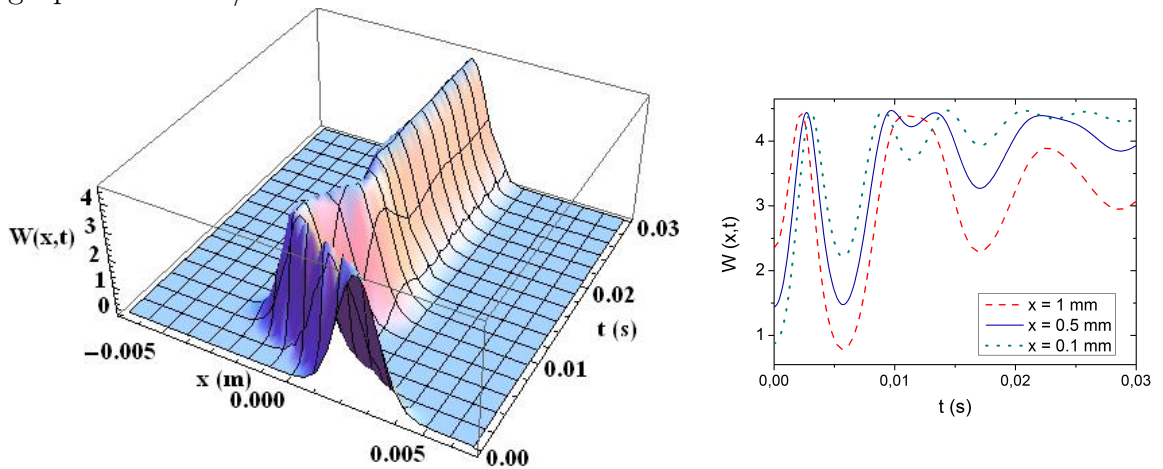 4
3
2
1
0
W(x,t)
−0.005
x (m)
0.000
0.005
0.00
0.01
t (s)
0.02
0.03
4
3
2
1
W (x,t)
x = 1 mm
x = 0.5 mm
x = 0.1 mm
0,00
0,01
0,02
0,03
t (s)